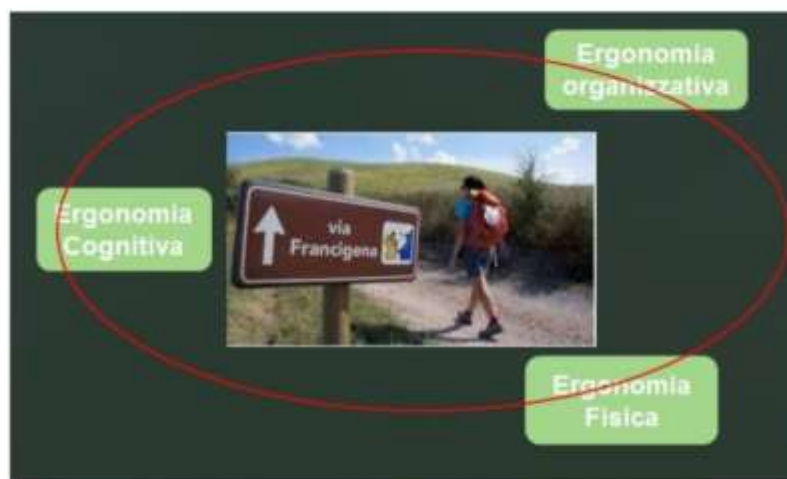 Ergonomia
organizzativa
Ergonomia
Cognitiva
via
Francigena
Ergonomia
Fisica